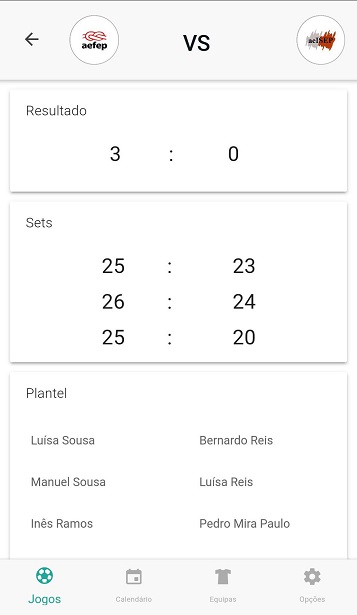 aefep VS aeISEP
Resultado
3 : 0
Sets
25 : 23
26 : 24
25 : 20
Plantel
Luísa Sousa Bernardo Reis
Manuel Sousa Luísa Reis
Inês Ramos Pedro Mira Paulo
Jogos Calendário Equipas Opções